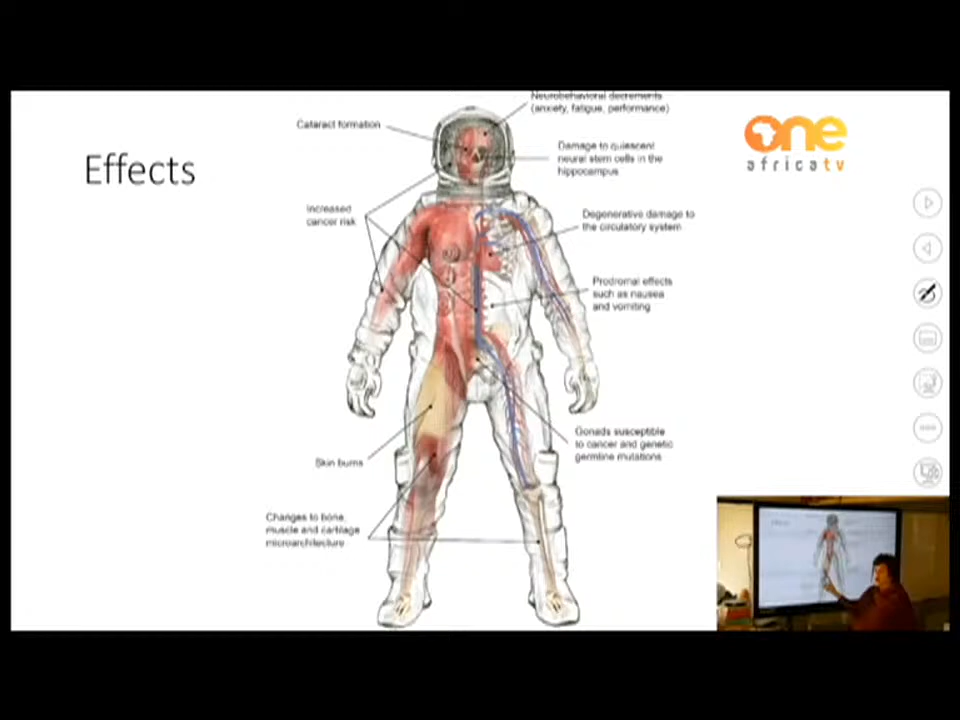 Effects
one
africatv
Neurobehavioral decrements
(anxiety, fatigue, performance)
Cataract formation
Damage to quiescent
neural stem cells in the
hippocampus
Increased
cancer risk
Degenerative damage to
the circulatory system
Prodromal effects
such as nausea
and vomiting
Gonads susceptible
to cancer and genetic
germline mutations
Skin burns
Changes to bone,
muscle and cartilage
microarchitecture